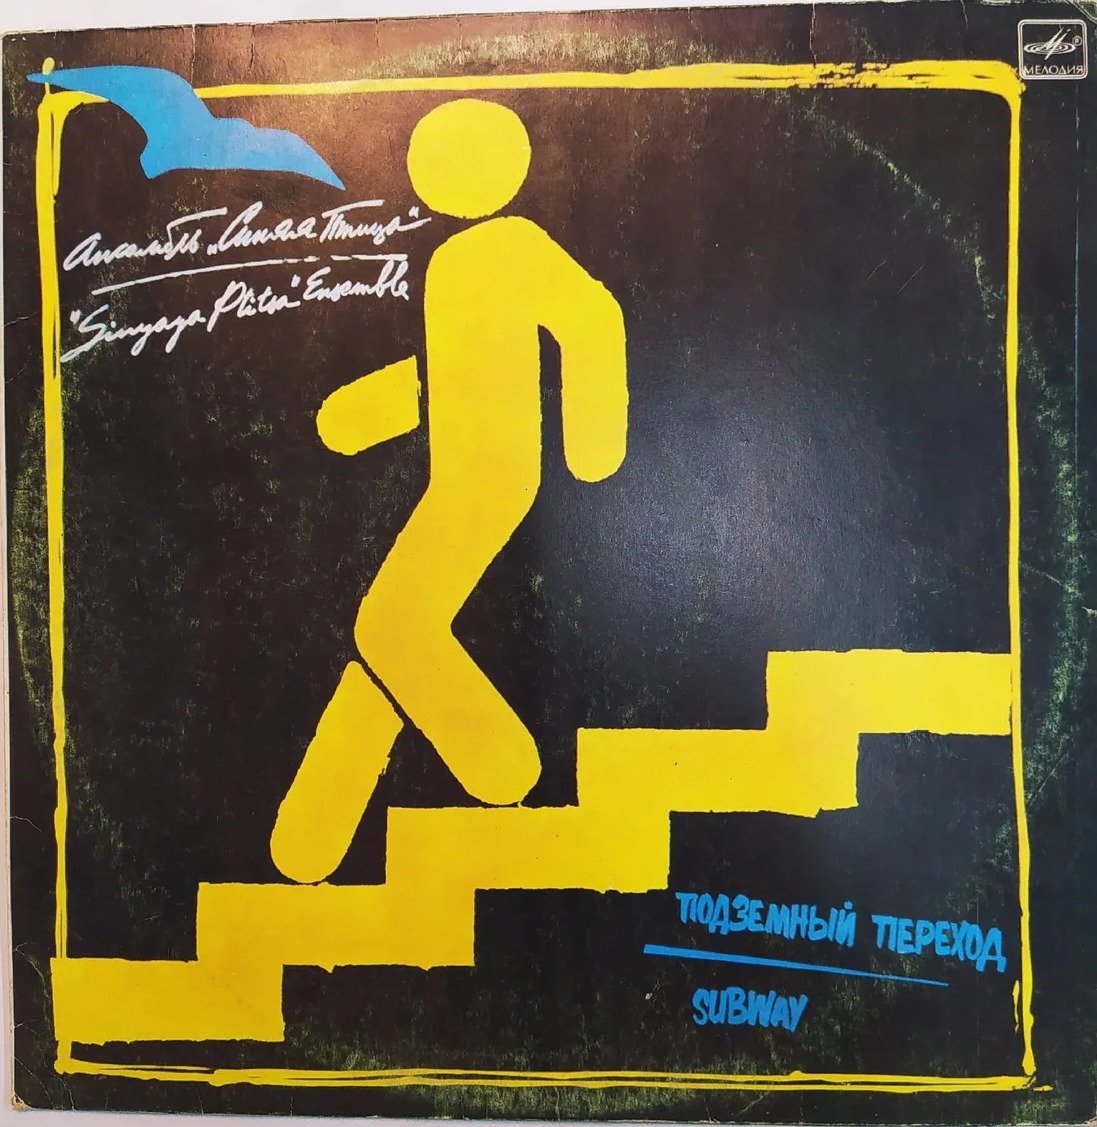 Ансамбль „Синяя Птица"
"Sinyaya Ptitsa" Ensemble
МЕЛОДИЯ
ПОДЗЕМНЫЙ ПЕРЕХОД
SUBWAY